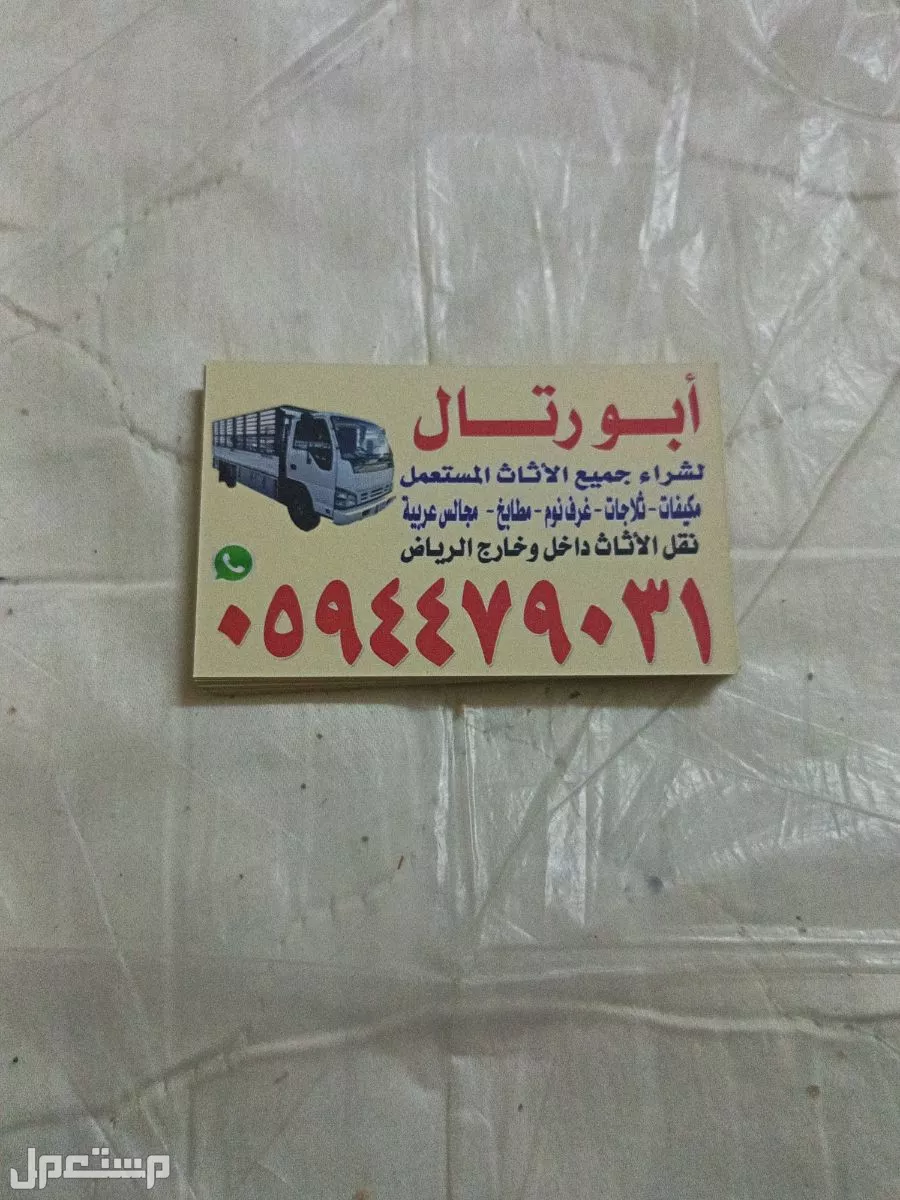 أبو رتال
لشراء جميع الأثاث المستعمل
مكيفات - ثلاجات - غرف نوم - مطابخ - مجالس عربية
نقل الأثاث داخل وخارج الرياض
٠٥٩٤٤٧٩٠٣١
مستعمل